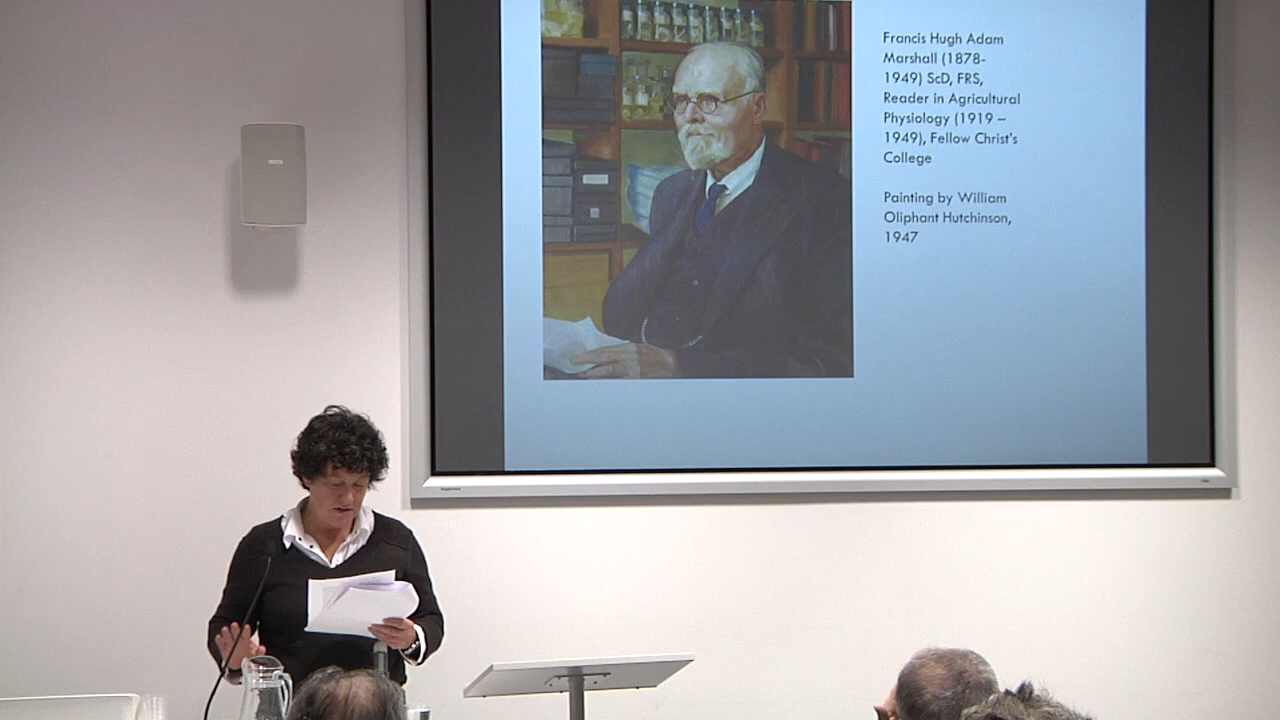 Francis Hugh Adam
Marshall (1878-
1949) ScD, FRS,
Reader in Agricultural
Physiology (1919 –
1949), Fellow Christ's
College
Painting by William
Oliphant Hutchinson,
1947